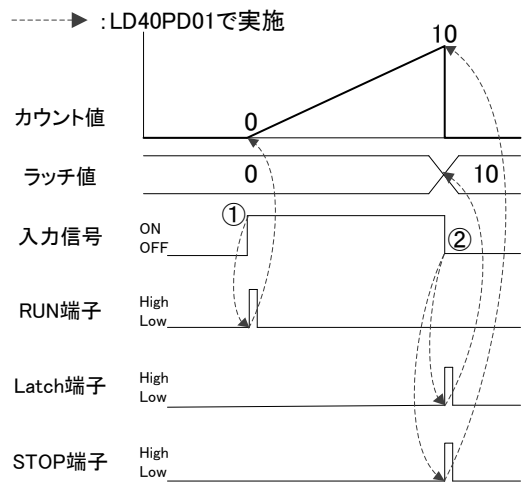 :LD40PD01で実施
10
カウント値
0
ラッチ値
0
10
入力信号
ON
OFF
①
②
RUN端子
High
Low
Latch端子
High
Low
STOP端子
High
Low